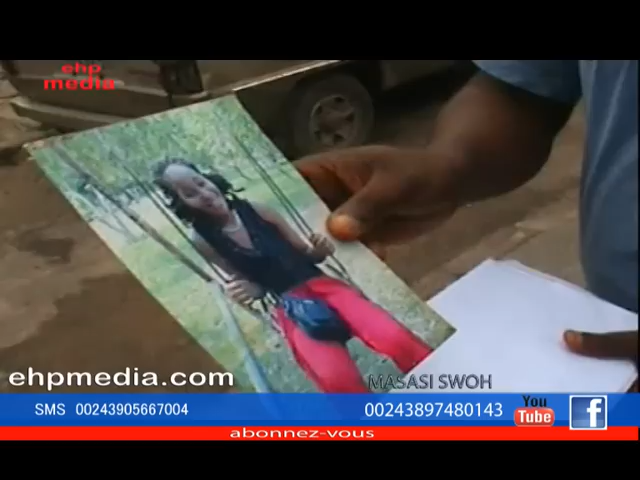 ehp
media
ehpmedia.com
MASASI SWOH
SMS 00243905667004
00243897480143
You
Tube
f
abonnez-vous